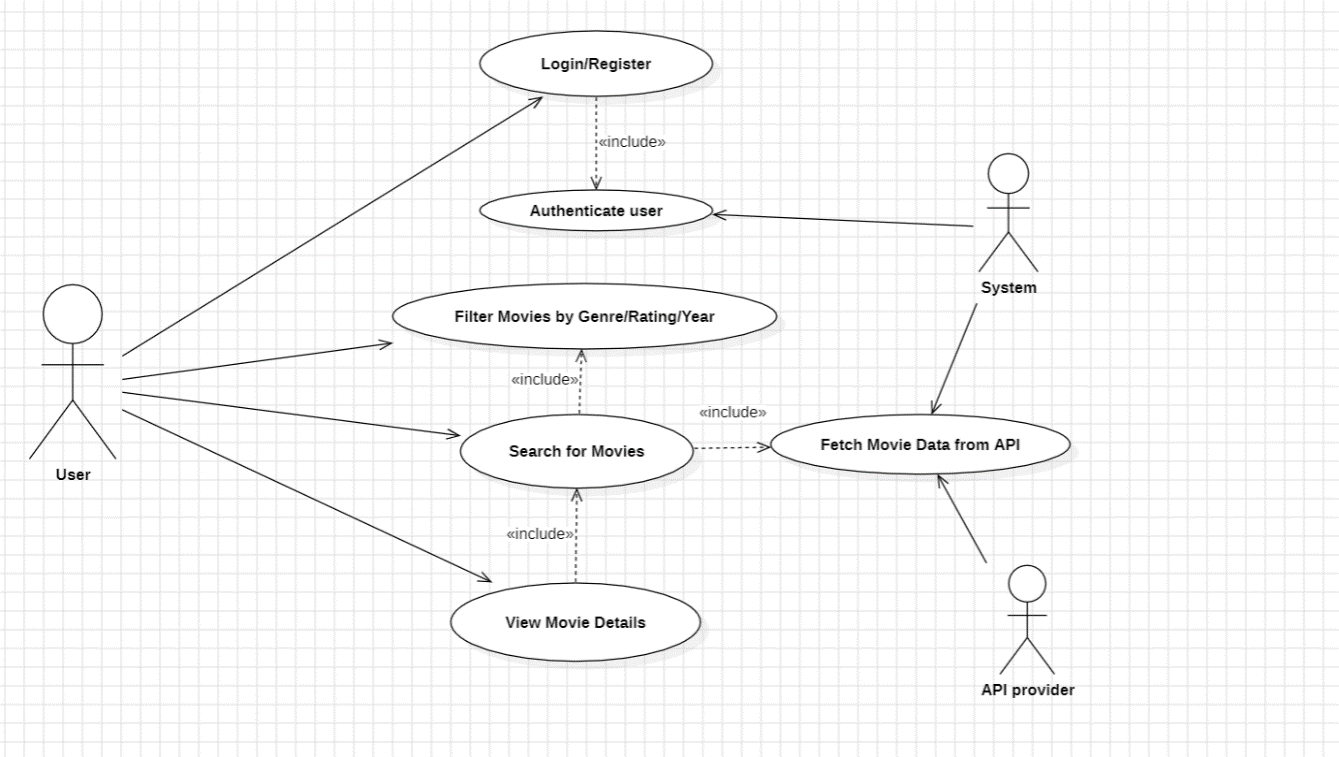 Login/Register
«include»
Authenticate user
System
Filter Movies by Genre/Rating/Year
«include»
«include»
Search for Movies
Fetch Movie Data from API
User
«include»
View Movie Details
API provider